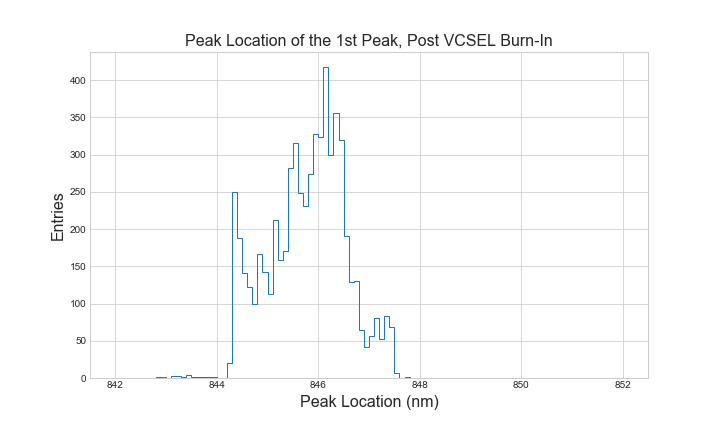 Peak Location of the 1st Peak, Post VCSEL Burn-In
400
350
300
250
200
150
100
50
0
Entries
842 844 846 848 850 852
Peak Location (nm)